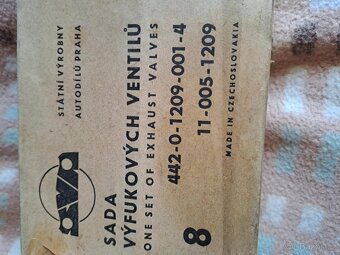 STÁTNÍ VÝROBNY
AUTODÍLŮ PRAHA
SVA
SADA
VÝFUKOVÝCH VENTILŮ
ONE SET OF EXHAUST VALVES
442-0-1209-001-4
11-005-1209
8
MADE IN CZECHOSLOVAKIA